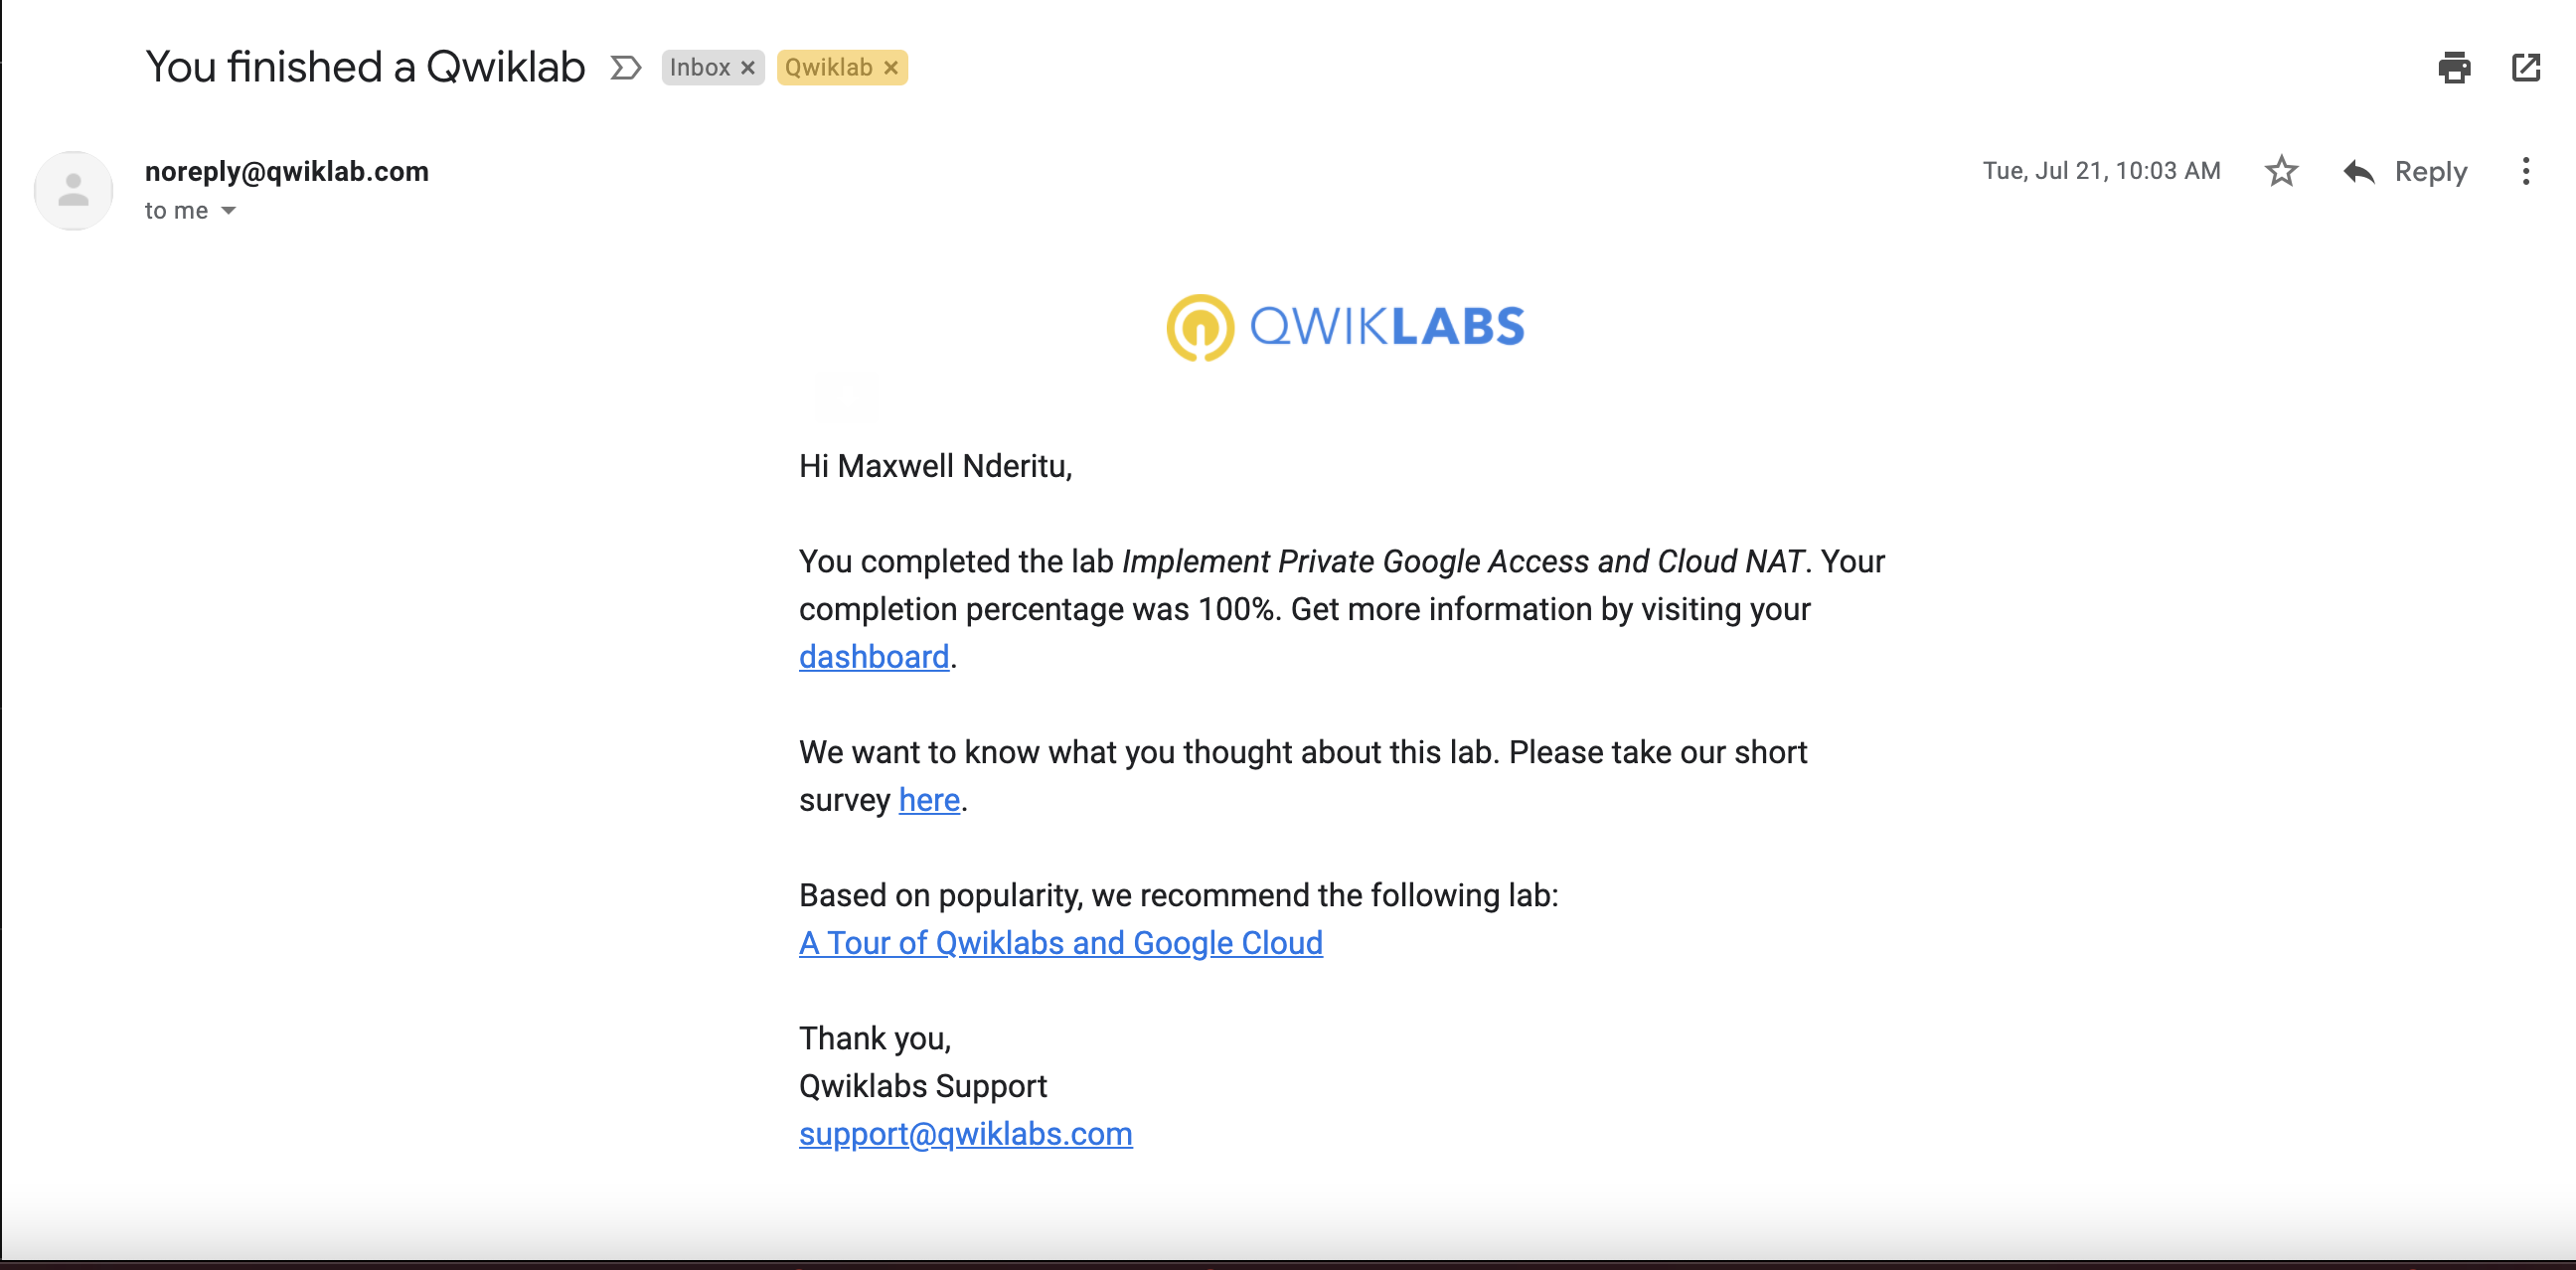 You finished a Qwiklab Inbox × Qwiklab ×
noreply@qwiklab.com Tue, Jul 21, 10:03 AM Reply
to me
QWIKLABS
Hi Maxwell Nderitu,
You completed the lab Implement Private Google Access and Cloud NAT. Your
completion percentage was 100%. Get more information by visiting your
dashboard.
We want to know what you thought about this lab. Please take our short
survey here.
Based on popularity, we recommend the following lab:
A Tour of Qwiklabs and Google Cloud
Thank you,
Qwiklabs Support
support@qwiklabs.com